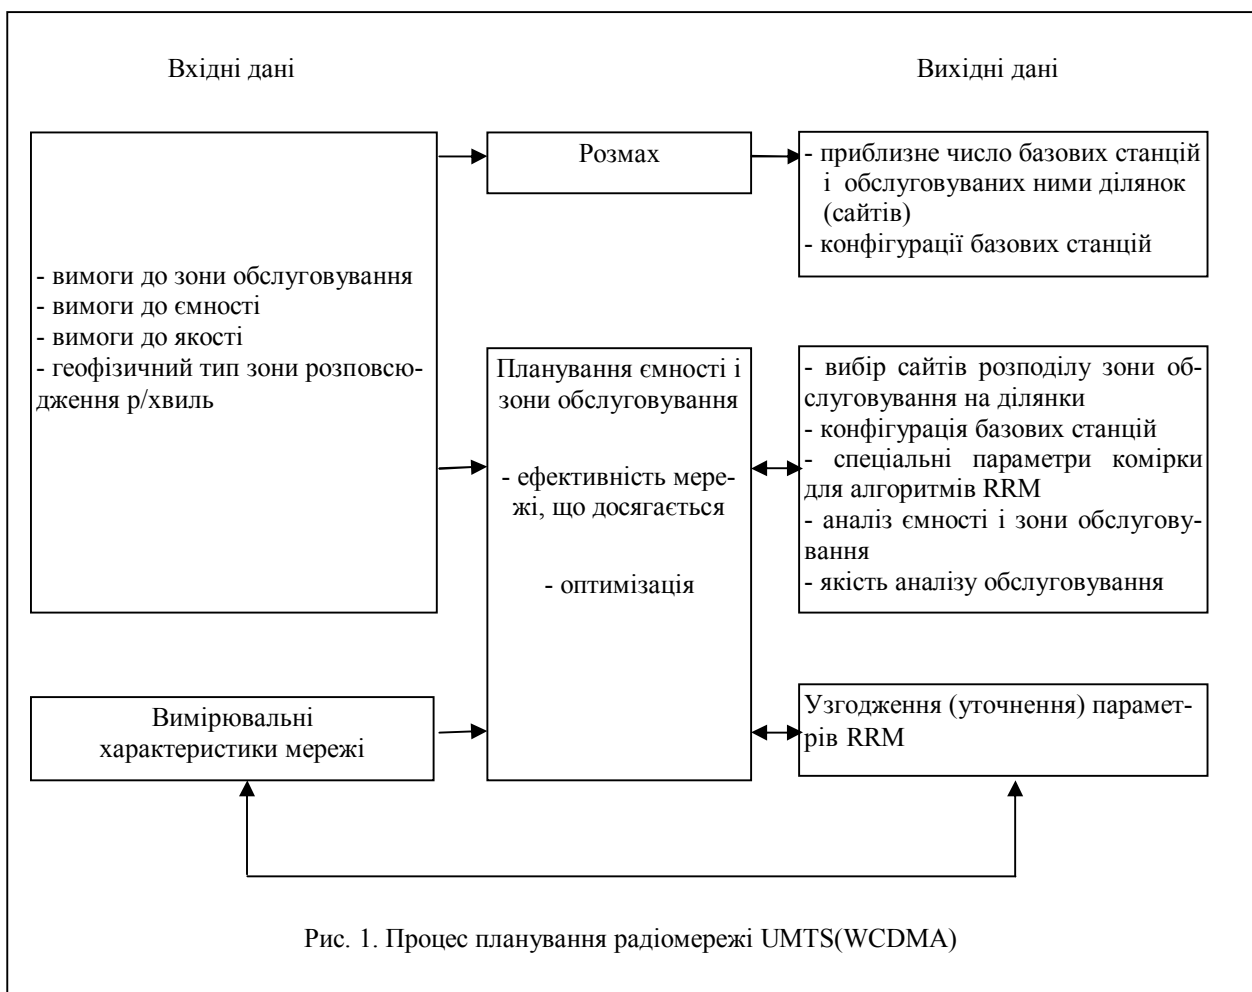 Вхідні дані
Вихідні дані
- вимоги до зони обслуговування
- вимоги до ємності
- вимоги до якості
- геофізичний тип зони розповсю-
дження р/хвиль
Розмах
- приблизне число базових станцій
і обслуговуваних ними ділянок
(сайтів)
- конфігурації базових станцій
Планування ємності і
зони обслуговування
- ефективність мере-
жі, що досягається
- оптимізація
- вибір сайтів розподілу зони об-
слуговування на ділянки
- конфігурація базових станцій
- спеціальні параметри комірки
для алгоритмів RRM
- аналіз ємності і зони обслугову-
вання
- якість аналізу обслуговування
Вимірювальні
характеристики мережі
Узгодження (уточнення) парамет-
рів RRM
Рис. 1. Процес планування радіомережі UMTS(WCDMA)